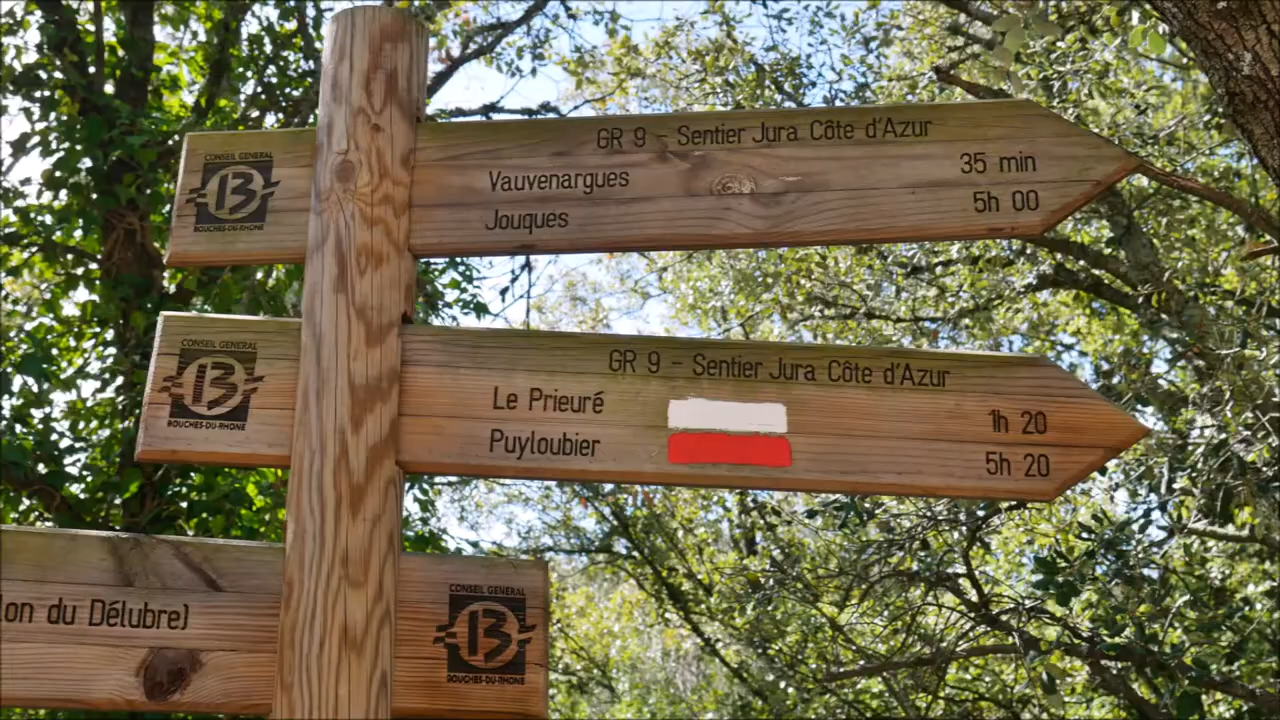 GR 9 - Sentier Jura Côte d'Azur
CONSEIL GENERAL
13
BOUCHES-DU-RHONE
Vauvenargues 35 min
Jouques 5h 00
GR 9 - Sentier Jura Côte d'Azur
CONSEIL GENERAL
13
BOUCHES-DU-RHONE
Le Prieuré 1h 20
Puyloubier 5h 20
lon du Délubre)
CONSEIL GENERAL
13
BOUCHES-DU-RHONE